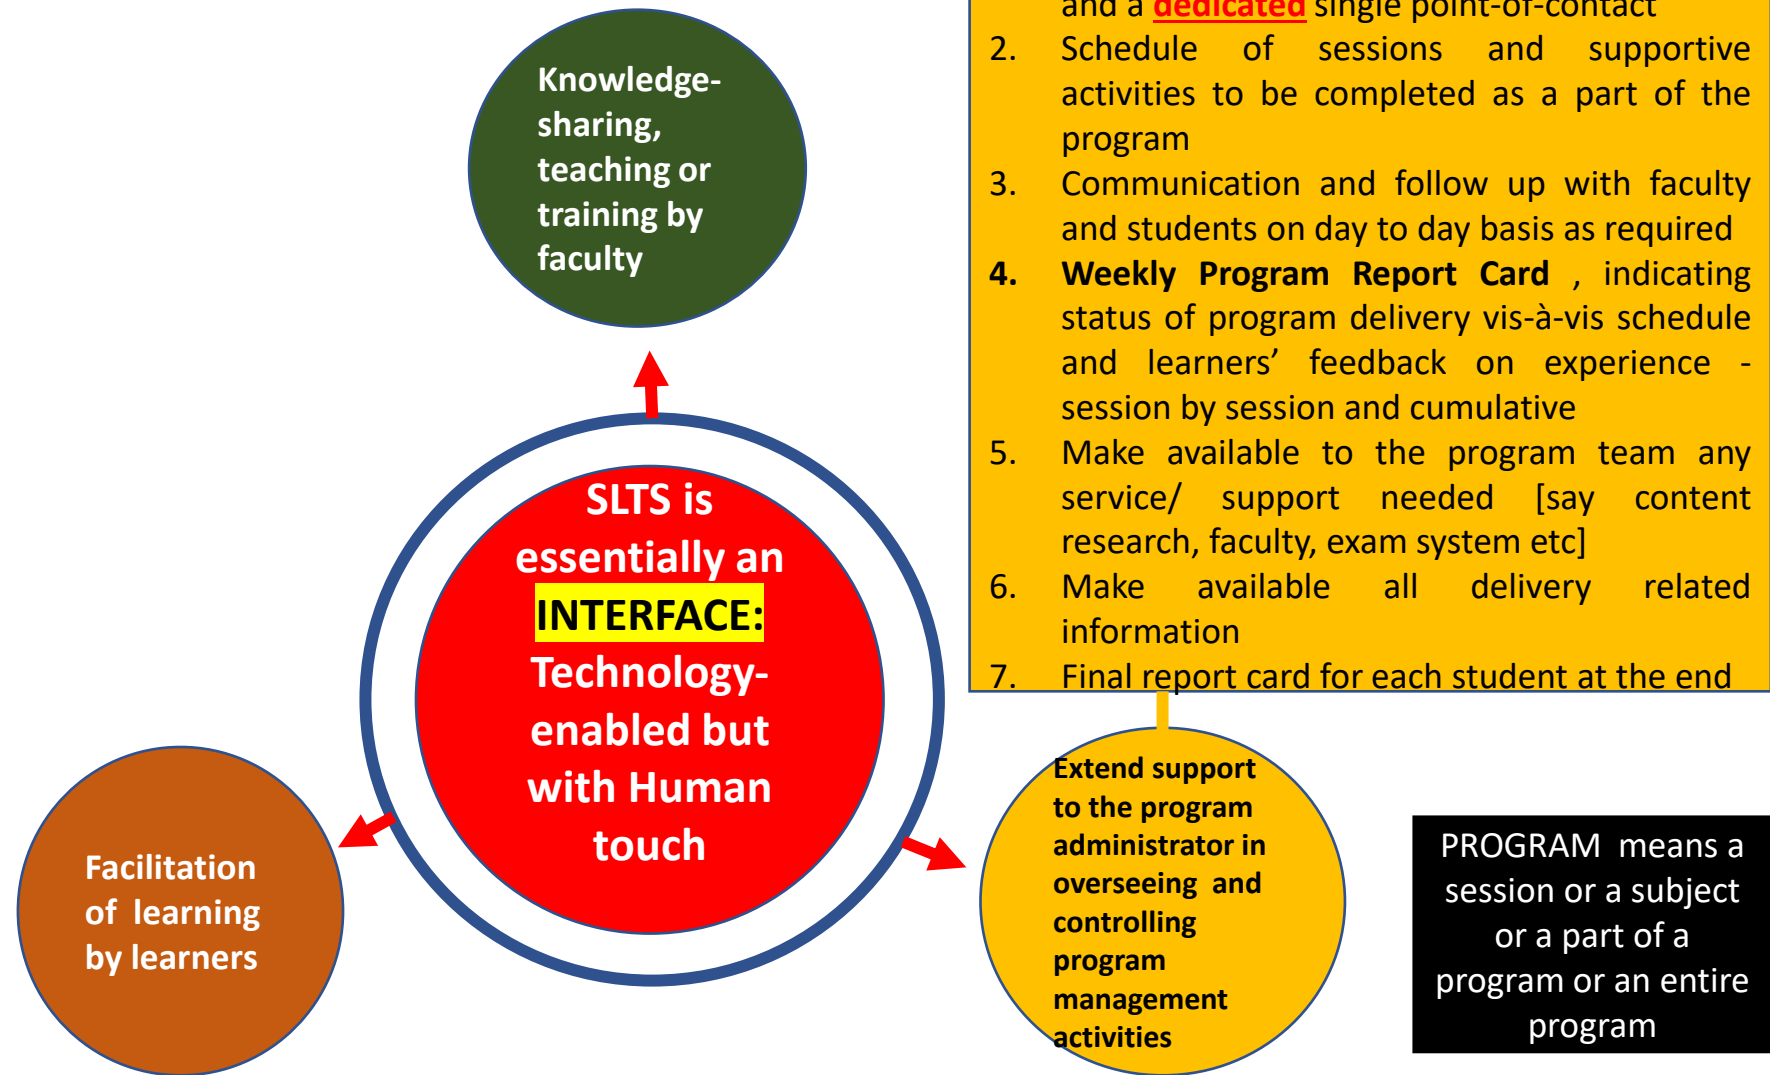 Knowledge-
sharing,
teaching or
training by
faculty
and a dedicated single point-of-contact
2. Schedule of sessions and supportive
activities to be completed as a part of the
program
3. Communication and follow up with faculty
and students on day to day basis as required
4. Weekly Program Report Card , indicating
status of program delivery vis-à-vis schedule
and learners’ feedback on experience -
session by session and cumulative
5. Make available to the program team any
service/ support needed [say content
research, faculty, exam system etc]
6. Make available all delivery related
information
7. Final report card for each student at the end
SLTS is
essentially an
INTERFACE:
Technology-
enabled but
with Human
touch
Facilitation
of learning
by learners
Extend support
to the program
administrator in
overseeing and
controlling
program
management
activities
PROGRAM means a
session or a subject
or a part of a
program or an entire
program